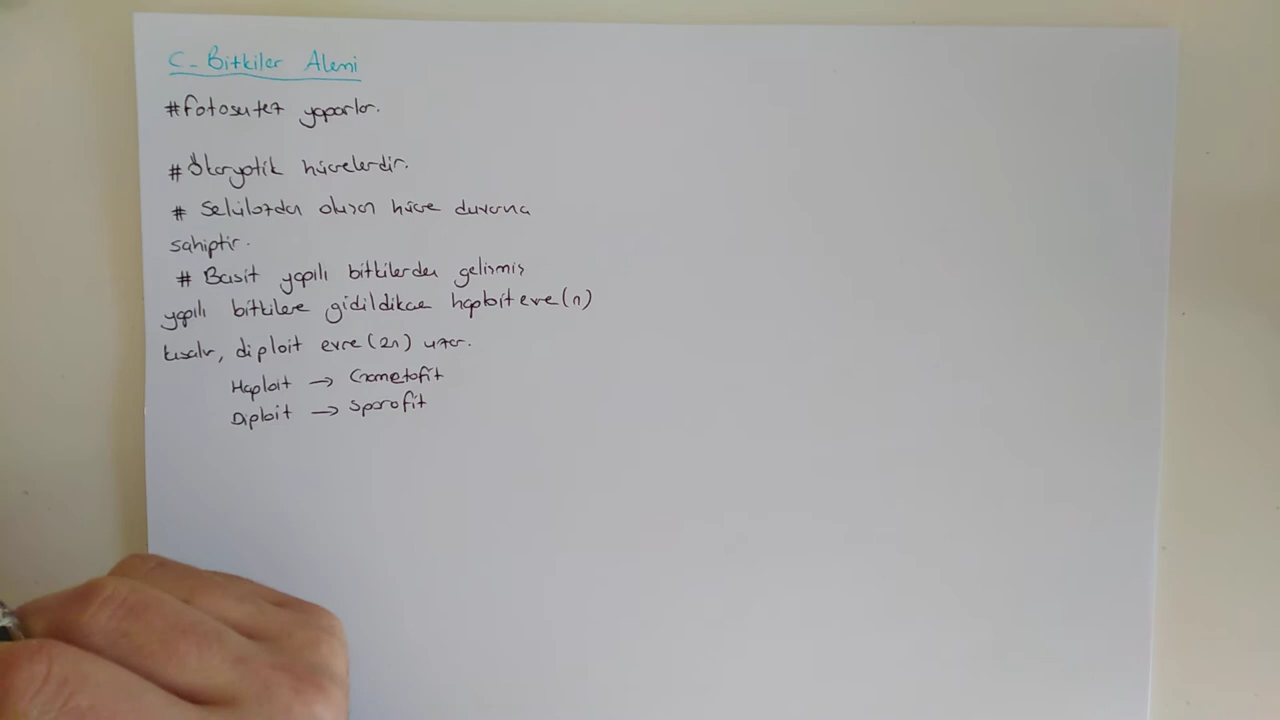 C- Bitkiler Alemi
#Fotosentez yaparlar.
# Ökaryotik hücrelerdir.
# Selülozdan oluşan hücre duvarına
sahiptir.
# Basit yapılı bitkilerden gelişmiş
yapılı bitkilere gidildikçe haploit evre (n)
kısalır, diploit evre (2n) uzar.
Haploit → Gametofit
Diploit → Sporofit